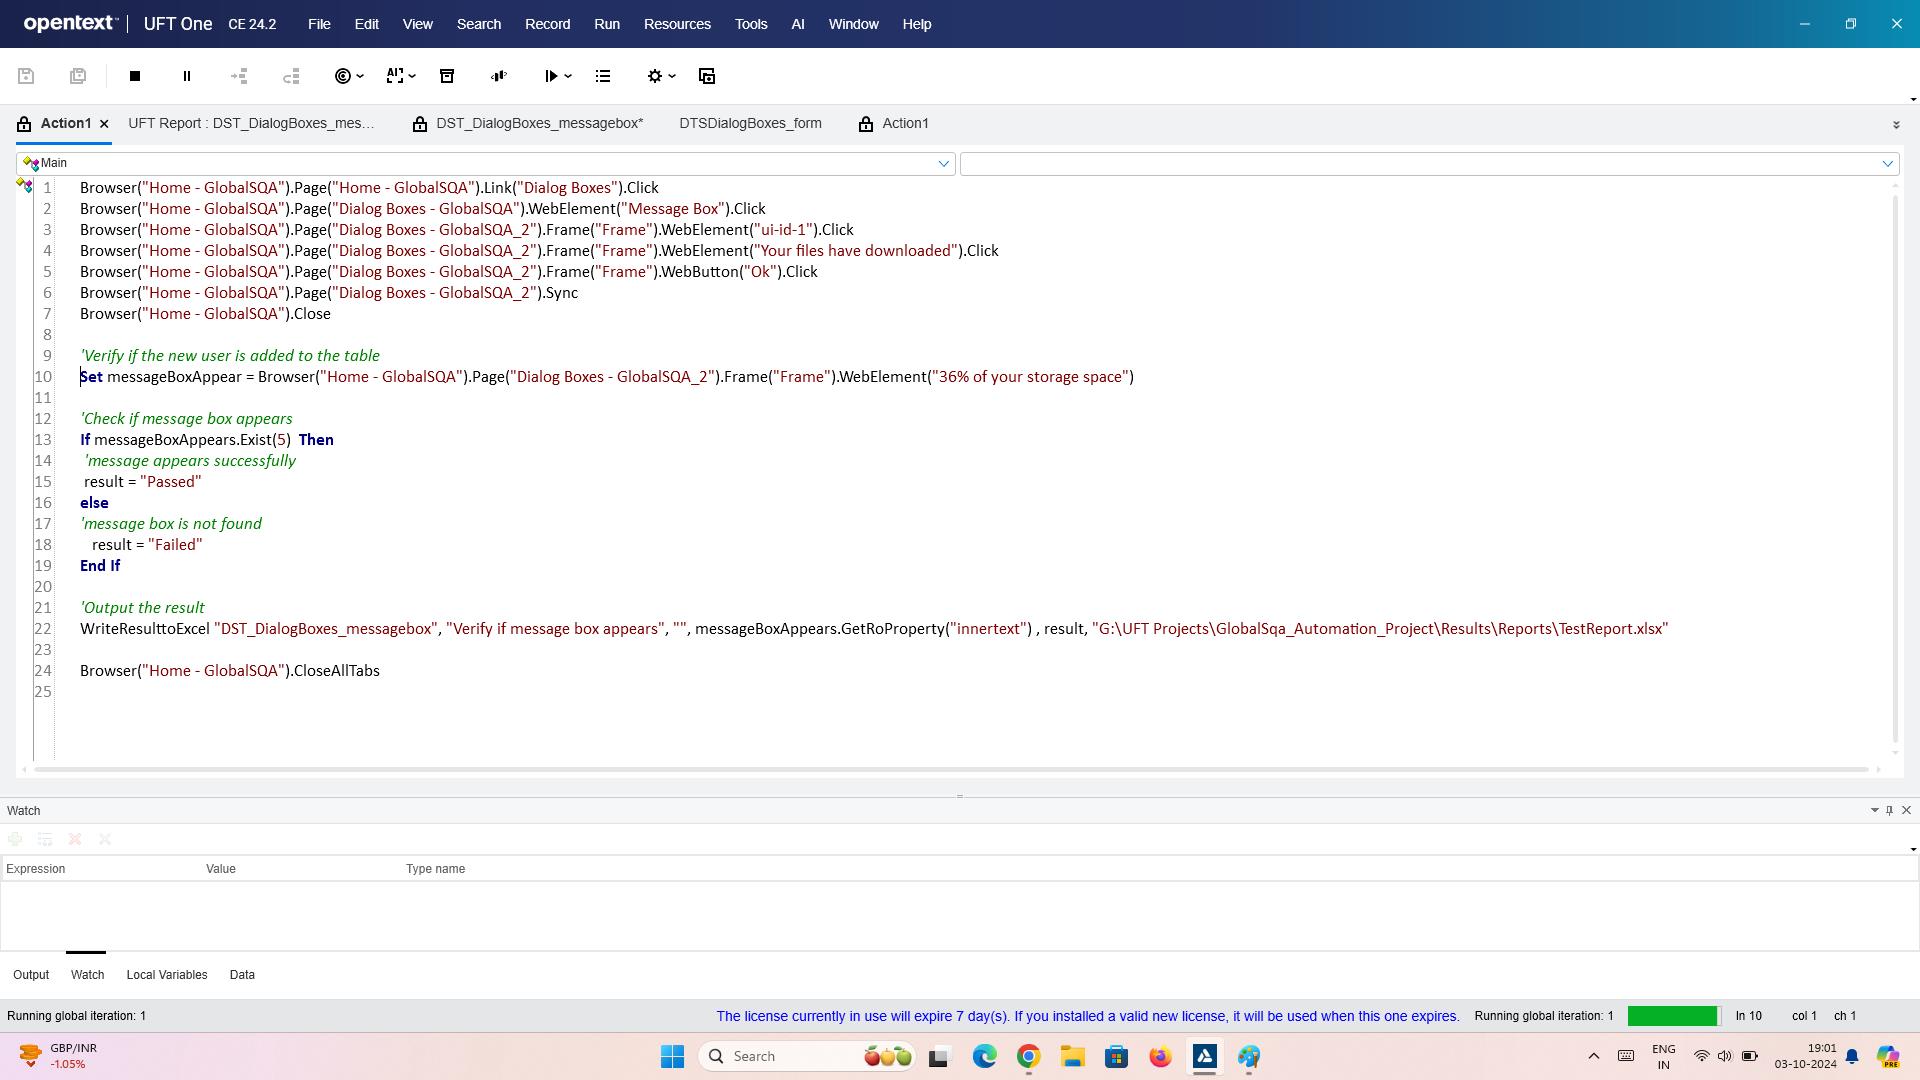 opentext™ | UFT One CE 24.2 File Edit View Search Record Run Resources Tools AI Window Help
Action1 UFT Report : DST_DialogBoxes_mes... DST_DialogBoxes_messagebox* DTSDialogBoxes_form Action1
Main
1 Browser("Home - GlobalSQA").Page("Home - GlobalSQA").Link("Dialog Boxes").Click
2 Browser("Home - GlobalSQA").Page("Dialog Boxes - GlobalSQA").WebElement("Message Box").Click
3 Browser("Home - GlobalSQA").Page("Dialog Boxes - GlobalSQA_2").Frame("Frame").WebElement("ui-id-1").Click
4 Browser("Home - GlobalSQA").Page("Dialog Boxes - GlobalSQA_2").Frame("Frame").WebElement("Your files have downloaded").Click
5 Browser("Home - GlobalSQA").Page("Dialog Boxes - GlobalSQA_2").Frame("Frame").WebButton("Ok").Click
6 Browser("Home - GlobalSQA").Page("Dialog Boxes - GlobalSQA_2").Sync
7 Browser("Home - GlobalSQA").Close
8
9 'Verify if the new user is added to the table
10 Set messageBoxAppear = Browser("Home - GlobalSQA").Page("Dialog Boxes - GlobalSQA_2").Frame("Frame").WebElement("36% of your storage space")
11
12 'Check if message box appears
13 If messageBoxAppears.Exist(5) Then
14 'message appears successfully
15 result = "Passed"
16 else
17 'message box is not found
18 result = "Failed"
19 End If
20
21 'Output the result
22 WriteResulttoExcel "DST_DialogBoxes_messagebox", "Verify if message box appears", "", messageBoxAppears.GetRoProperty("innertext") , result, "G:\UFT Projects\GlobalSqa_Automation_Project\Results\Reports\TestReport.xlsx"
23
24 Browser("Home - GlobalSQA").CloseAllTabs
25
Watch
Expression Value Type name
Output Watch Local Variables Data
Running global iteration: 1 The license currently in use will expire 7 day(s). If you installed a valid new license, it will be used when this one expires. Running global iteration: 1 ln 10 col 1 ch 1
GBP/INR
-1.05%
Search
ENG
IN
19:01
03-10-2024
PRE